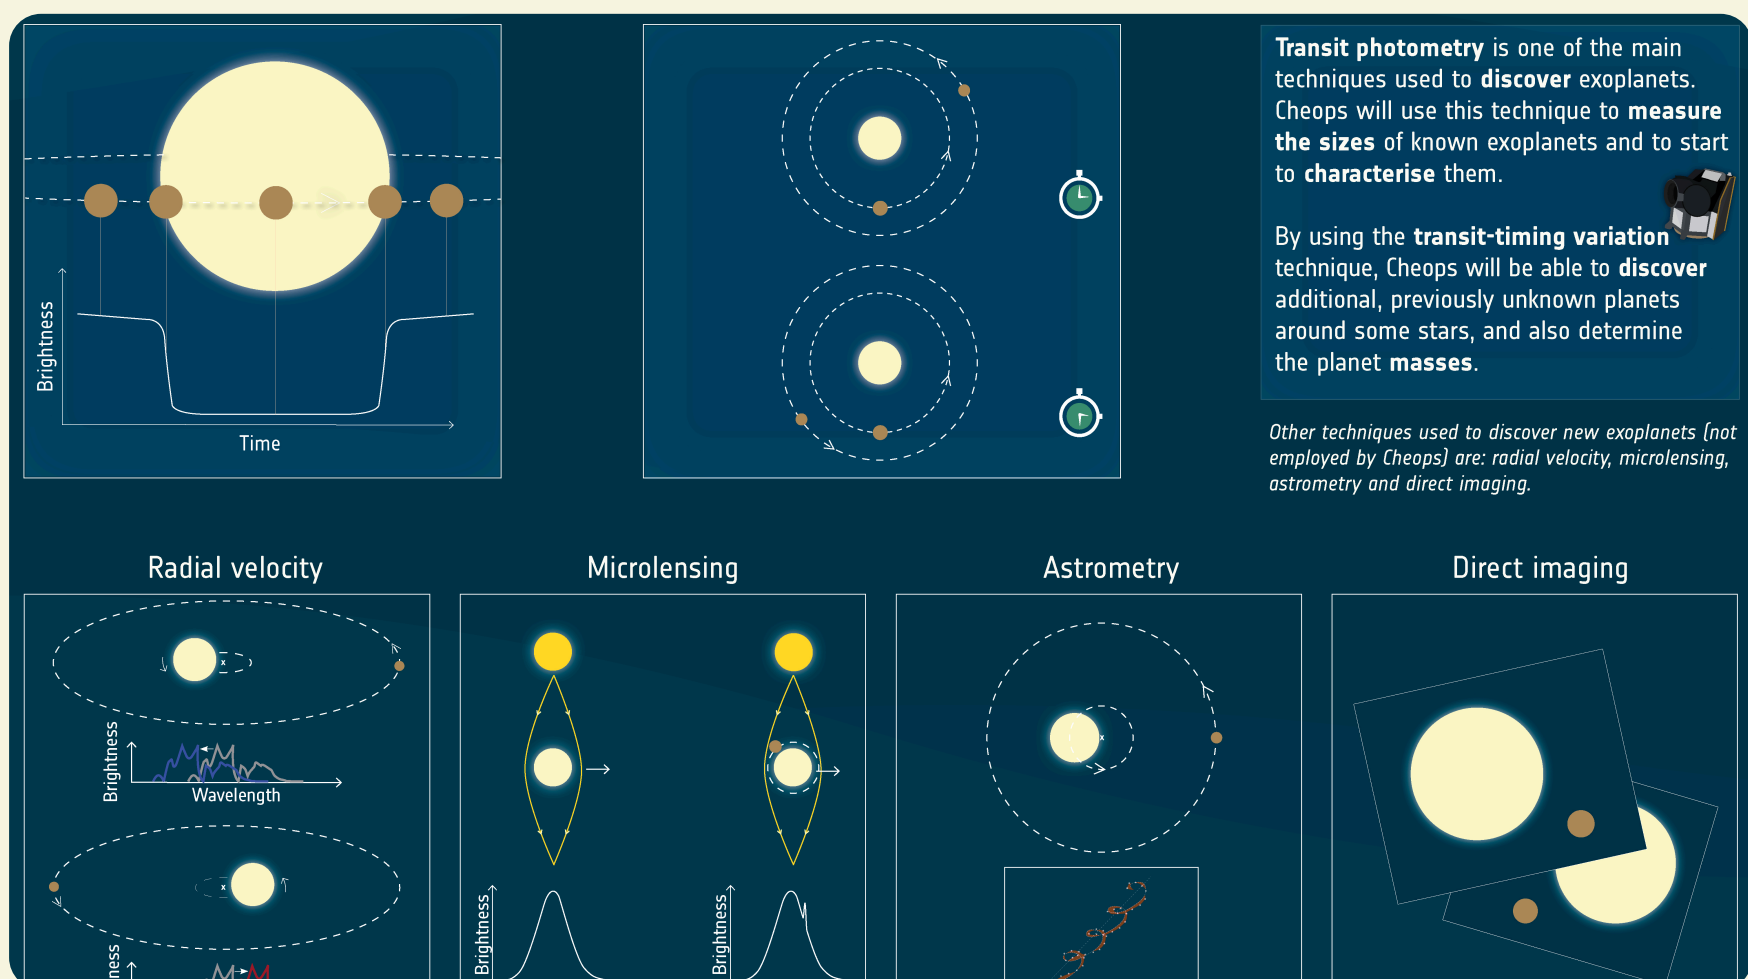 Brightness
Time
Transit photometry is one of the main
techniques used to discover exoplanets.
Cheops will use this technique to measure
the sizes of known exoplanets and to start
to characterise them.
By using the transit-timing variation
technique, Cheops will be able to discover
additional, previously unknown planets
around some stars, and also determine
the planet masses.
Other techniques used to discover new exoplanets (not
employed by Cheops) are: radial velocity, microlensing,
astrometry and direct imaging.
Radial velocity
x
Brightness
Wavelength
x
ness
Microlensing
Brightness
Brightness
Astrometry
x
Direct imaging